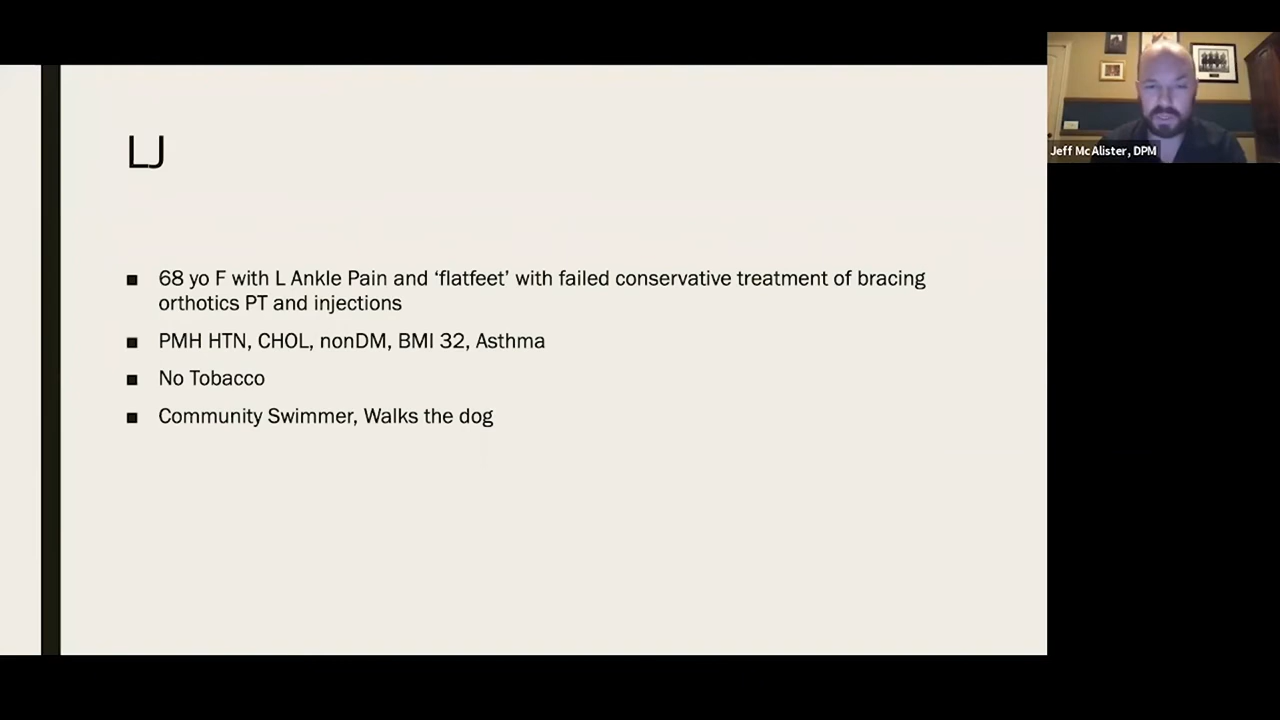 LJ
68 yo F with L Ankle Pain and ‘flatfeet’ with failed conservative treatment of bracing
orthotics PT and injections
PMH HTN, CHOL, nonDM, BMI 32, Asthma
No Tobacco
Community Swimmer, Walks the dog
Jeff McAlister, DPM